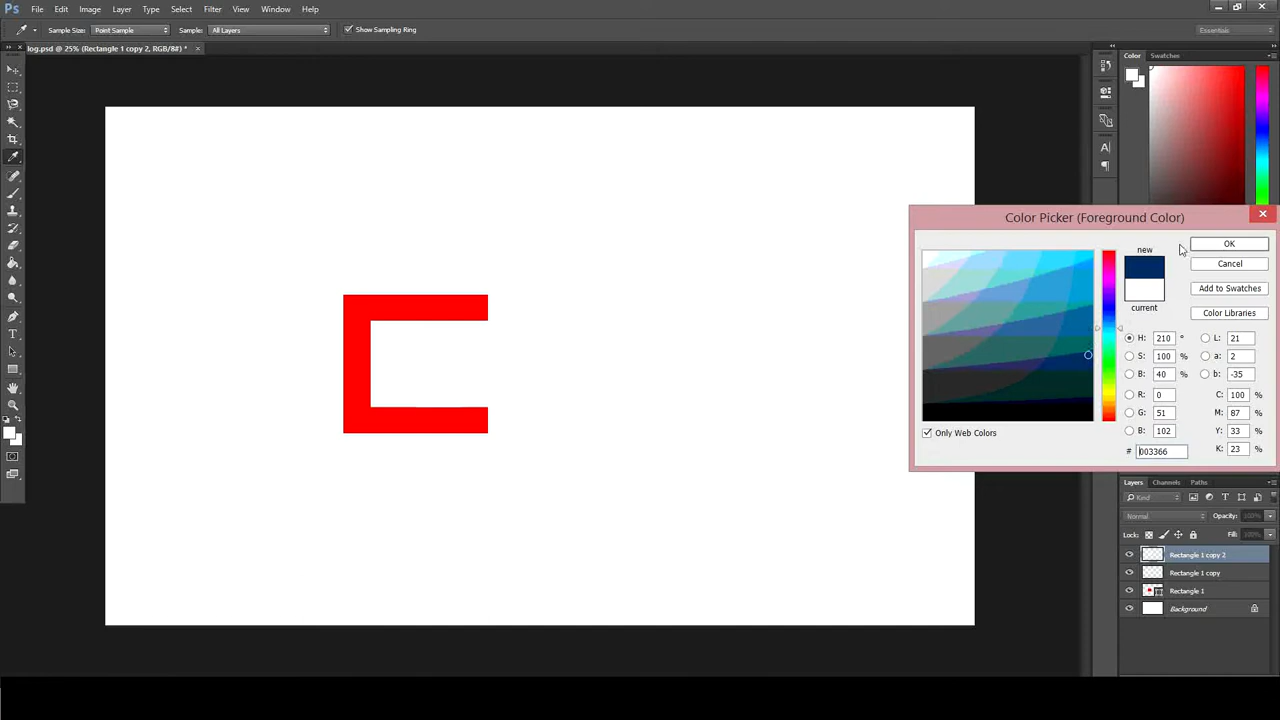 Ps File Edit Image Layer Type Select Filter View Window Help
Sample Size: Point Sample Sample: All Layers Show Sampling Ring Essentials
log.psd @ 25% (Rectangle 1 copy 2, RGB/8#) * ×
Color Swatches
Color Picker (Foreground Color)
new OK
Cancel
Add to Swatches
current Color Libraries
H: 210 ° L: 21
S: 100 % a: 2
B: 40 % b: -35
R: 0 C: 100 %
G: 51 M: 87 %
B: 102 Y: 33 %
# 003366 K: 23 %
Only Web Colors
Layers Channels Paths
Kind
Normal Opacity: 100%
Lock: Fill: 100%
Rectangle 1 copy 2
Rectangle 1 copy
Rectangle 1
Background